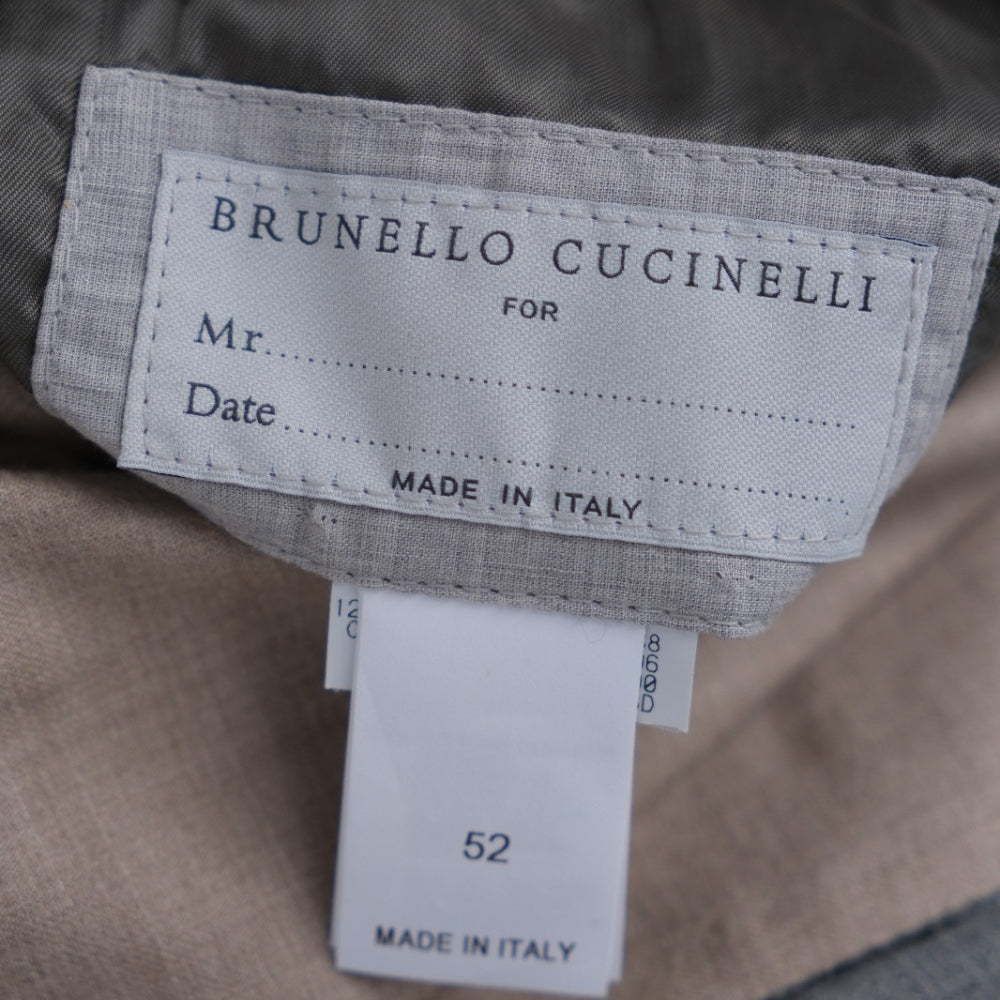 BRUNELLO CUCINELLI
FOR
Mr.
Date
MADE IN ITALY
52
MADE IN ITALY